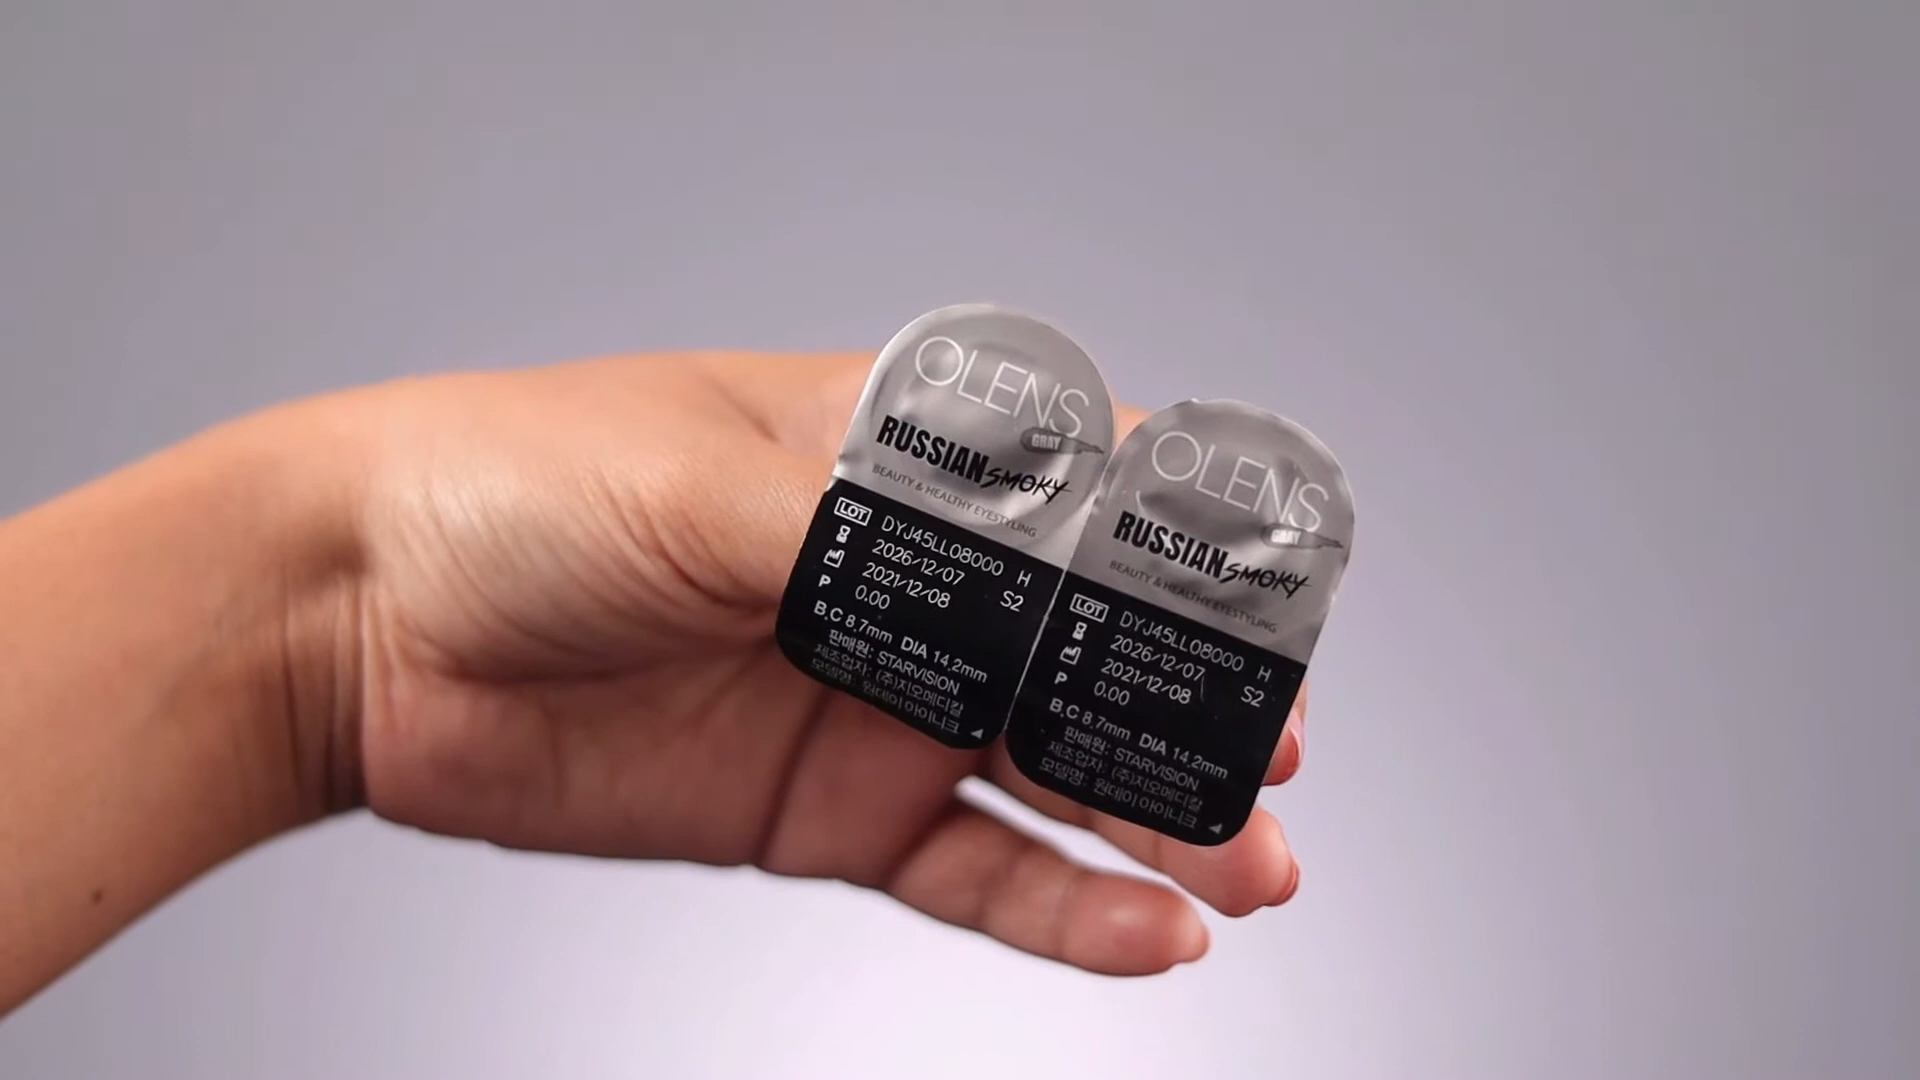 OLENS
GRAY
RUSSIAN SMOKY
BEAUTY & HEALTHY EYESTYLING
LOT DYJ45LL08000 H
2026/12/07 S2
2021/12/08
P 0.00
B.C 8.7mm DIA 14.2mm
판매원: STARVISION
제조업자: (주)지오메디칼
모델명: 원데이 아이니크
OLENS
GRAY
RUSSIAN SMOKY
BEAUTY & HEALTHY EYESTYLING
LOT DYJ45LL08000 H
2026/12/07 S2
2021/12/08
P 0.00
B.C 8.7mm DIA 14.2mm
판매원: STARVISION
제조업자: (주)지오메디칼
모델명: 원데이 아이니크